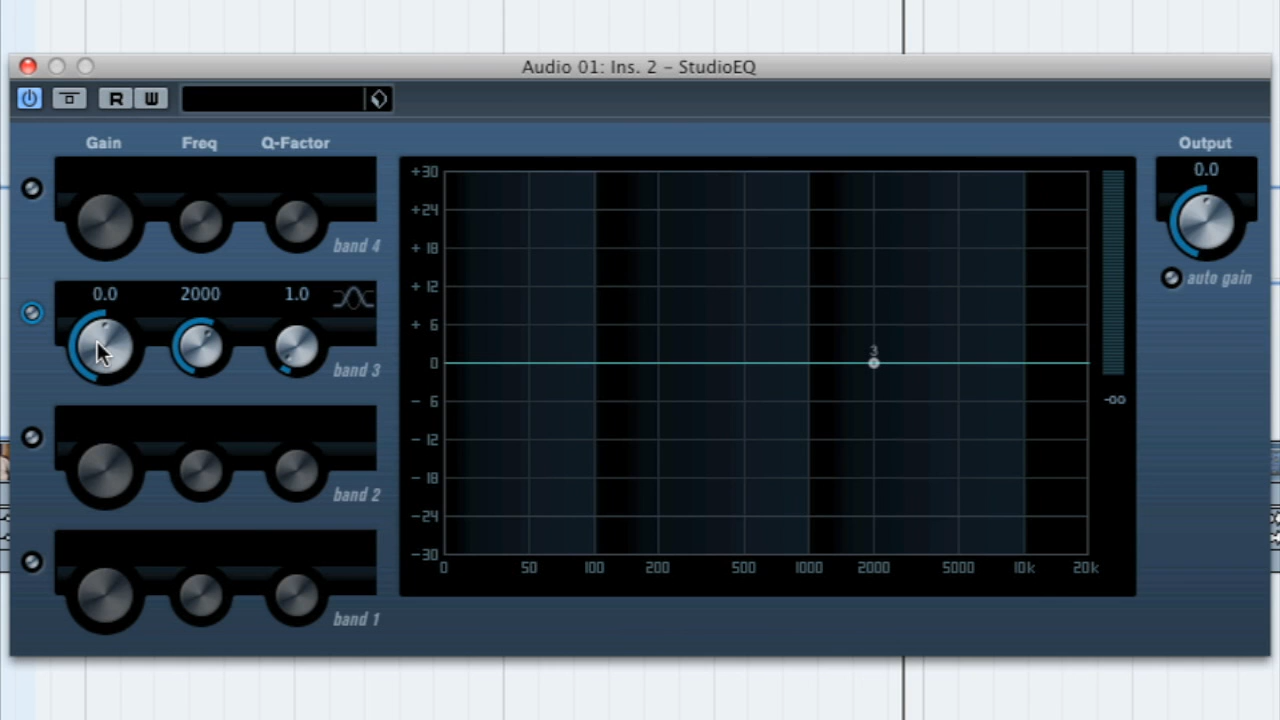 Audio 01: Ins. 2 – StudioEQ
R W
Gain Freq Q-Factor
band 4
0.0 2000 1.0
band 3
band 2
band 1
+30
+24
+ 18
+ 12
+ 6
0
– 6
– 12
– 18
–24
–30
3
0 50 100 200 500 1000 2000 5000 10k 20k
-oo
Output
0.0
auto gain